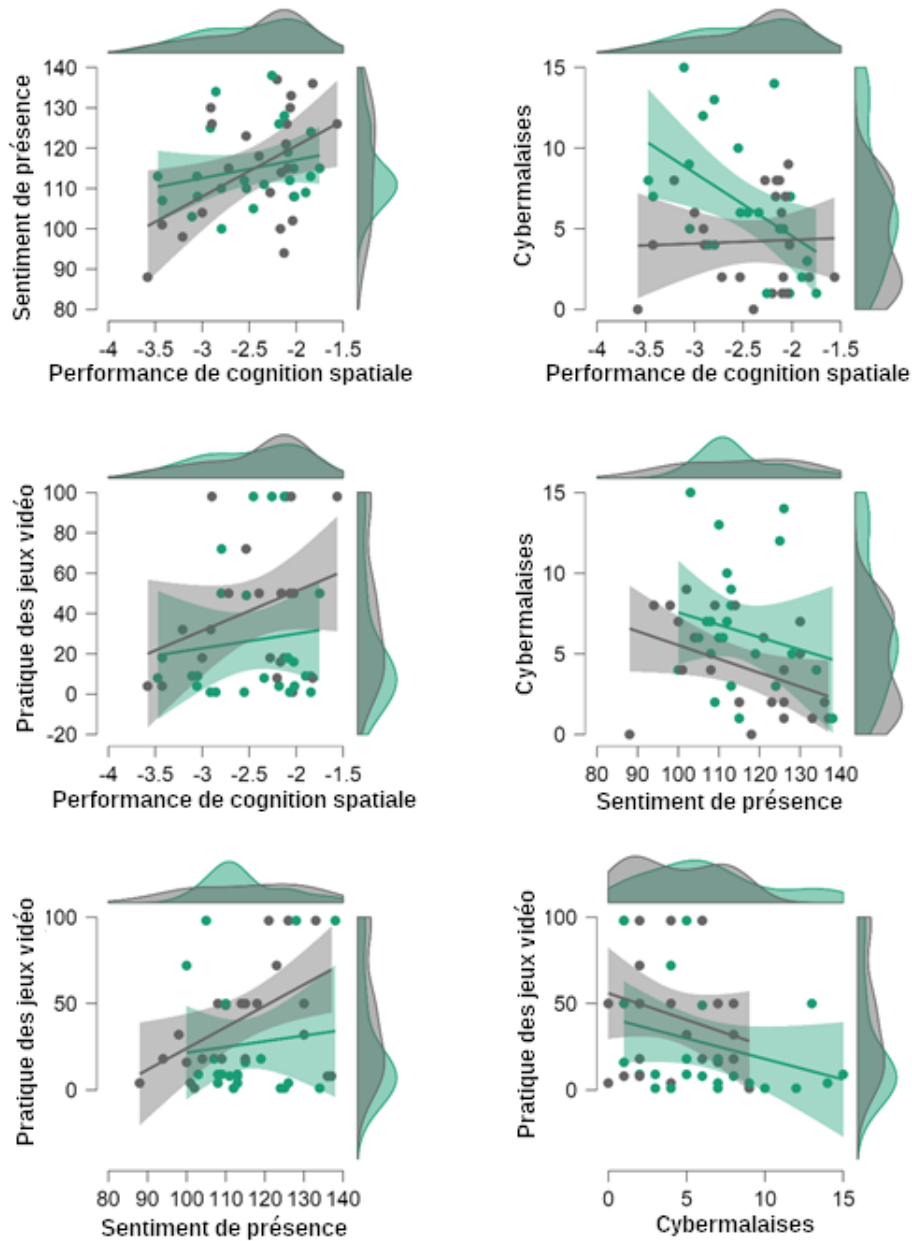 Sentiment de présence
140
130
120
110
100
90
80
-4 -3.5 -3 -2.5 -2 -1.5
Performance de cognition spatiale
Cybermalaises
15
10
5
0
-4 -3.5 -3 -2.5 -2 -1.5
Performance de cognition spatiale
Pratique des jeux vidéo
100
80
60
40
20
0
-20
-4 -3.5 -3 -2.5 -2 -1.5
Performance de cognition spatiale
Cybermalaises
15
10
5
0
80 90 100 110 120 130 140
Sentiment de présence
Pratique des jeux vidéo
100
50
0
80 90 100 110 120 130 140
Sentiment de présence
Pratique des jeux vidéo
100
50
0
0 5 10 15
Cybermalaises